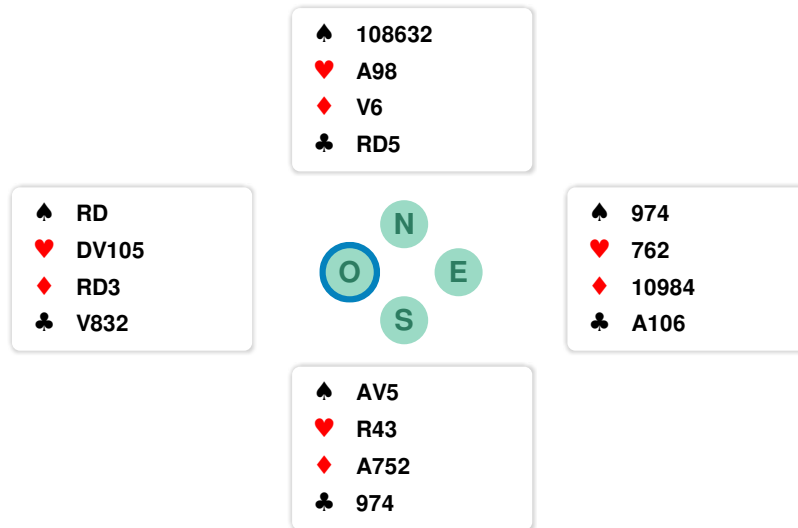 ♠ 108632
♥ A98
♦ V6
♣ RD5
♠ RD
♥ DV105
♦ RD3
♣ V832
N
O
E
S
♠ 974
♥ 762
♦ 10984
♣ A106
♠ AV5
♥ R43
♦ A752
♣ 974